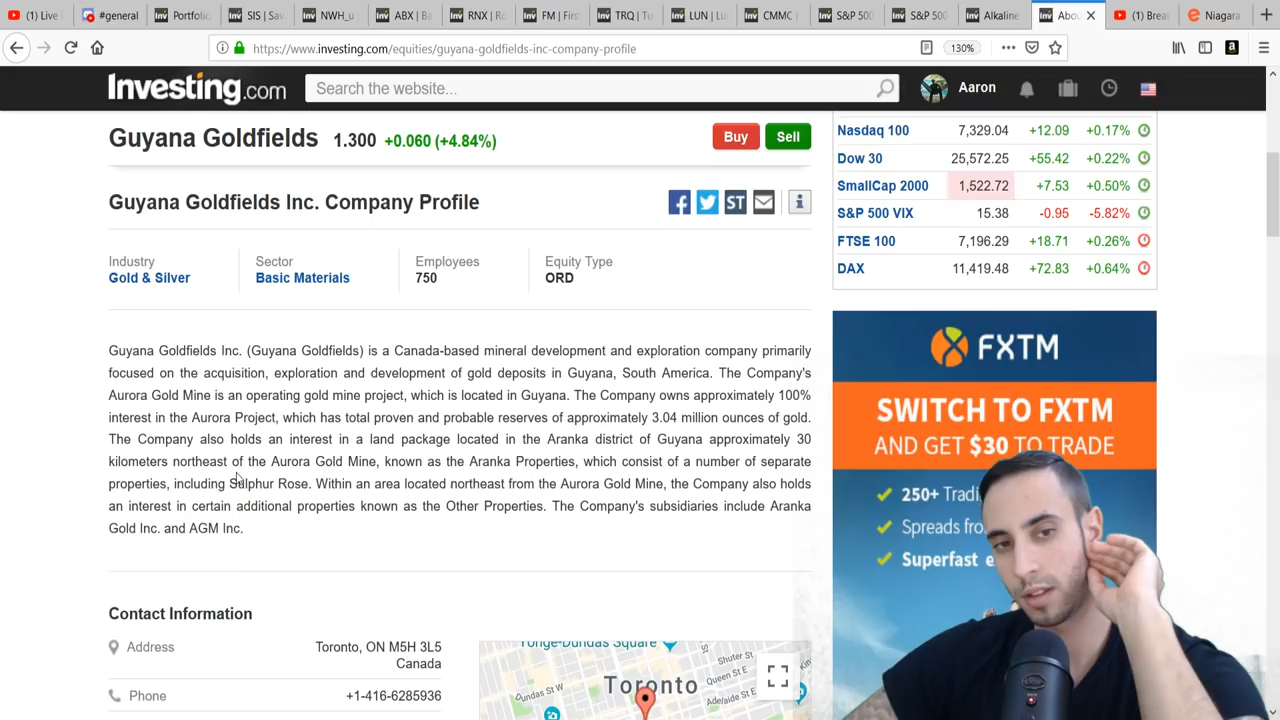 (1) Live
#general
Portfolio
SIS | Sav
NWH_u
ABX | Ba
RNX | Ro
FM | Firs
TRQ | Tu
LUN | Lu
CMMC |
S&P 500
S&P 500
Alkaline
Abou
(1) Brea
Niagara
https://www.investing.com/equities/guyana-goldfields-inc-company-profile
130%
Investing.com
Search the website...
Aaron
Guyana Goldfields 1.300 +0.060 (+4.84%)
Buy
Sell
Guyana Goldfields Inc. Company Profile
Industry
Gold & Silver
Sector
Basic Materials
Employees
750
Equity Type
ORD
Guyana Goldfields Inc. (Guyana Goldfields) is a Canada-based mineral development and exploration company primarily
focused on the acquisition, exploration and development of gold deposits in Guyana, South America. The Company's
Aurora Gold Mine is an operating gold mine project, which is located in Guyana. The Company owns approximately 100%
interest in the Aurora Project, which has total proven and probable reserves of approximately 3.04 million ounces of gold.
The Company also holds an interest in a land package located in the Aranka district of Guyana approximately 30
kilometers northeast of the Aurora Gold Mine, known as the Aranka Properties, which consist of a number of separate
properties, including Sulphur Rose. Within an area located northeast from the Aurora Gold Mine, the Company also holds
an interest in certain additional properties known as the Other Properties. The Company's subsidiaries include Aranka
Gold Inc. and AGM Inc.
Contact Information
Address
Toronto, ON M5H 3L5
Canada
Phone
+1-416-6285936
Yonge-Dundas Square
Toronto
Shuter St
Queen St E
Dundas St W
Adelaide St E
Nasdaq 100 7,329.04 +12.09 +0.17%
Dow 30 25,572.25 +55.42 +0.22%
SmallCap 2000 1,522.72 +7.53 +0.50%
S&P 500 VIX 15.38 -0.95 -5.82%
FTSE 100 7,196.29 +18.71 +0.26%
DAX 11,419.48 +72.83 +0.64%
FXTM
SWITCH TO FXTM
AND GET $30 TO TRADE
250+ Tradi
Spreads fro
Superfast e